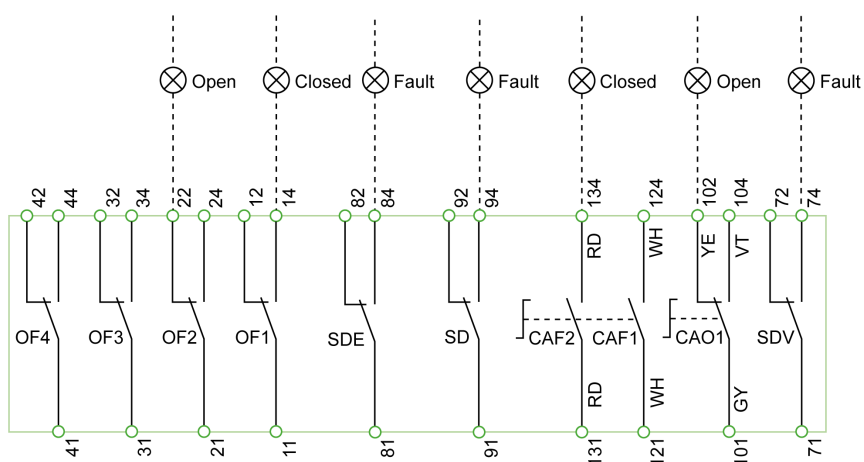 Open
Closed
Fault
Fault
Closed
Open
Fault
42 44 32 34 22 24 12 14 82 84 92 94 134 124 102 104 72 74
RD WH YE VT
OF4 OF3 OF2 OF1 SDE SD CAF2 CAF1 CAO1 SDV
RD WH GY
41 31 21 11 81 91 131 121 101 71